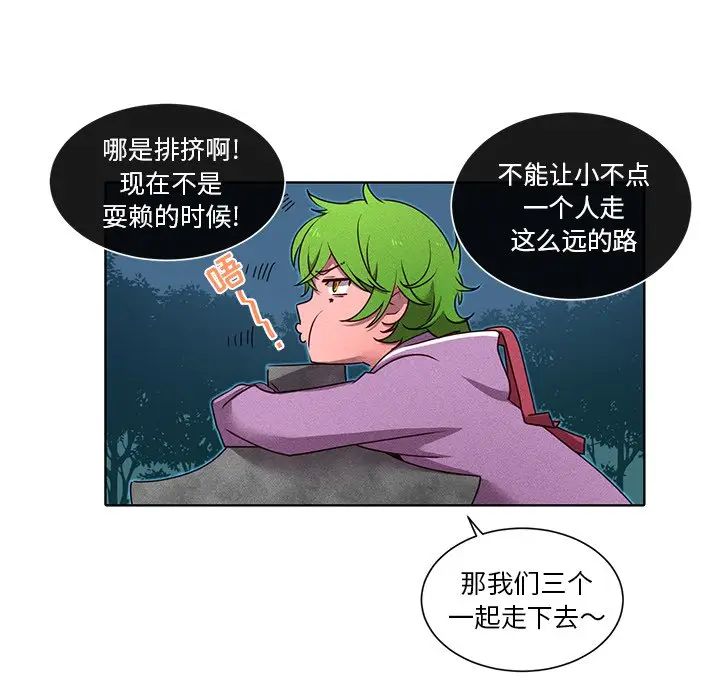 哪是排挤啊!
现在不是
耍赖的时候!
不能让小不点
一个人走
这么远的路
唔~~.
那我们三个
一起走下去～